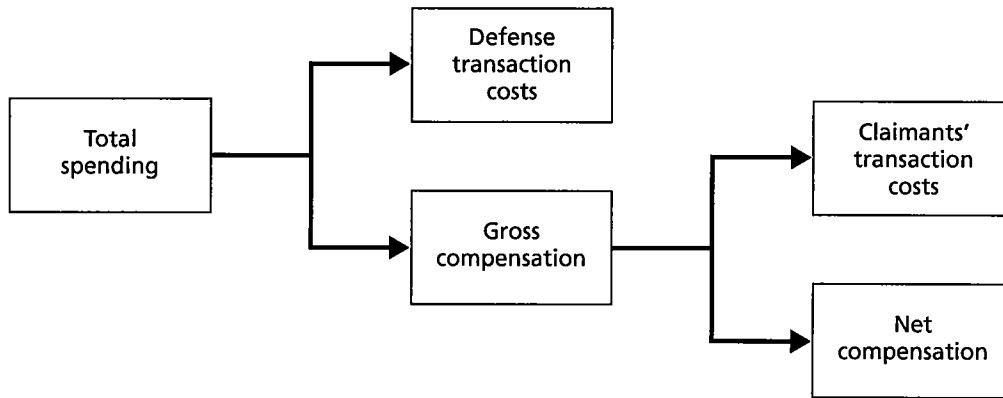 Total
spending
Defense
transaction
costs
Gross
compensation
Claimants'
transaction
costs
Net
compensation